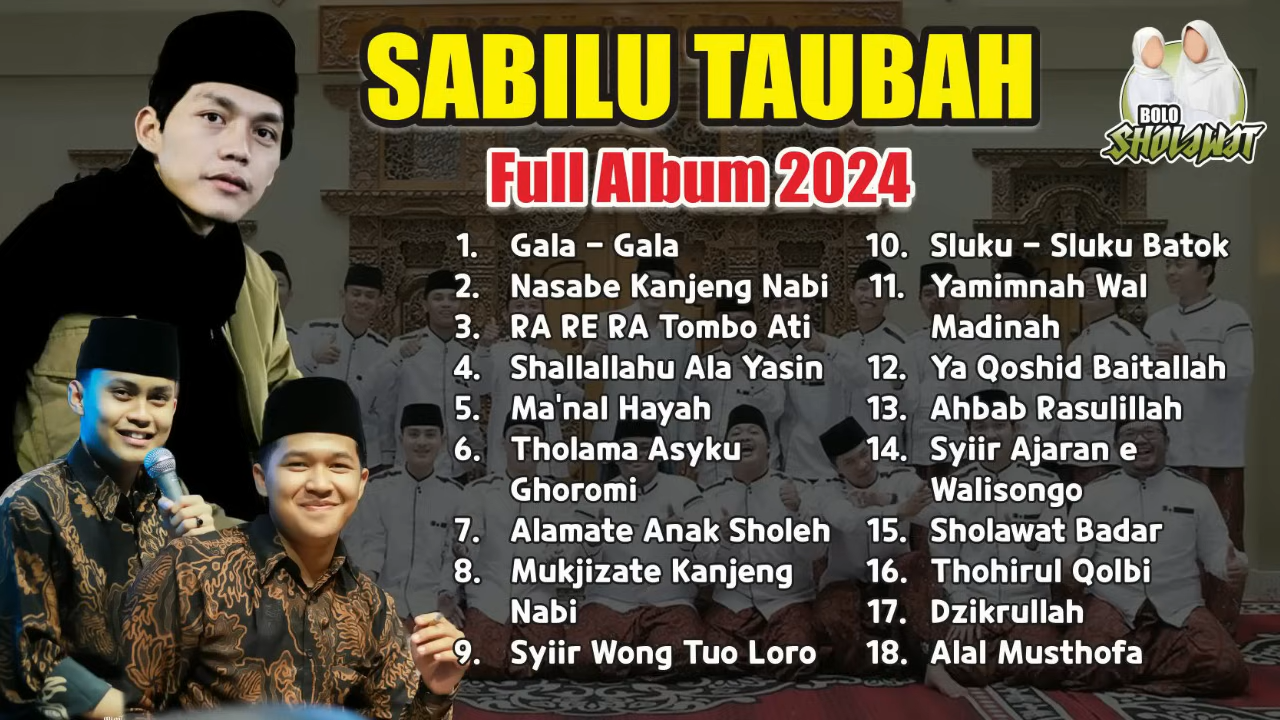 SABILU TAUBAH
BOLO
SHOLAWAT
Full Album 2024
1. Gala - Gala
2. Nasabe Kanjeng Nabi
3. RA RE RA Tombo Ati
4. Shallallahu Ala Yasin
5. Ma'nal Hayah
6. Tholama Asyku
Ghoromi
7. Alamate Anak Sholeh
8. Mukjizate Kanjeng
Nabi
9. Syiir Wong Tuo Loro
10. Sluku - Sluku Batok
11. Yamimnah Wal
Madinah
12. Ya Qoshid Baitallah
13. Ahbab Rasulillah
14. Syiir Ajaran e
Walisongo
15. Sholawat Badar
16. Thohirul Qolbi
17. Dzikrullah
18. Alal Musthofa